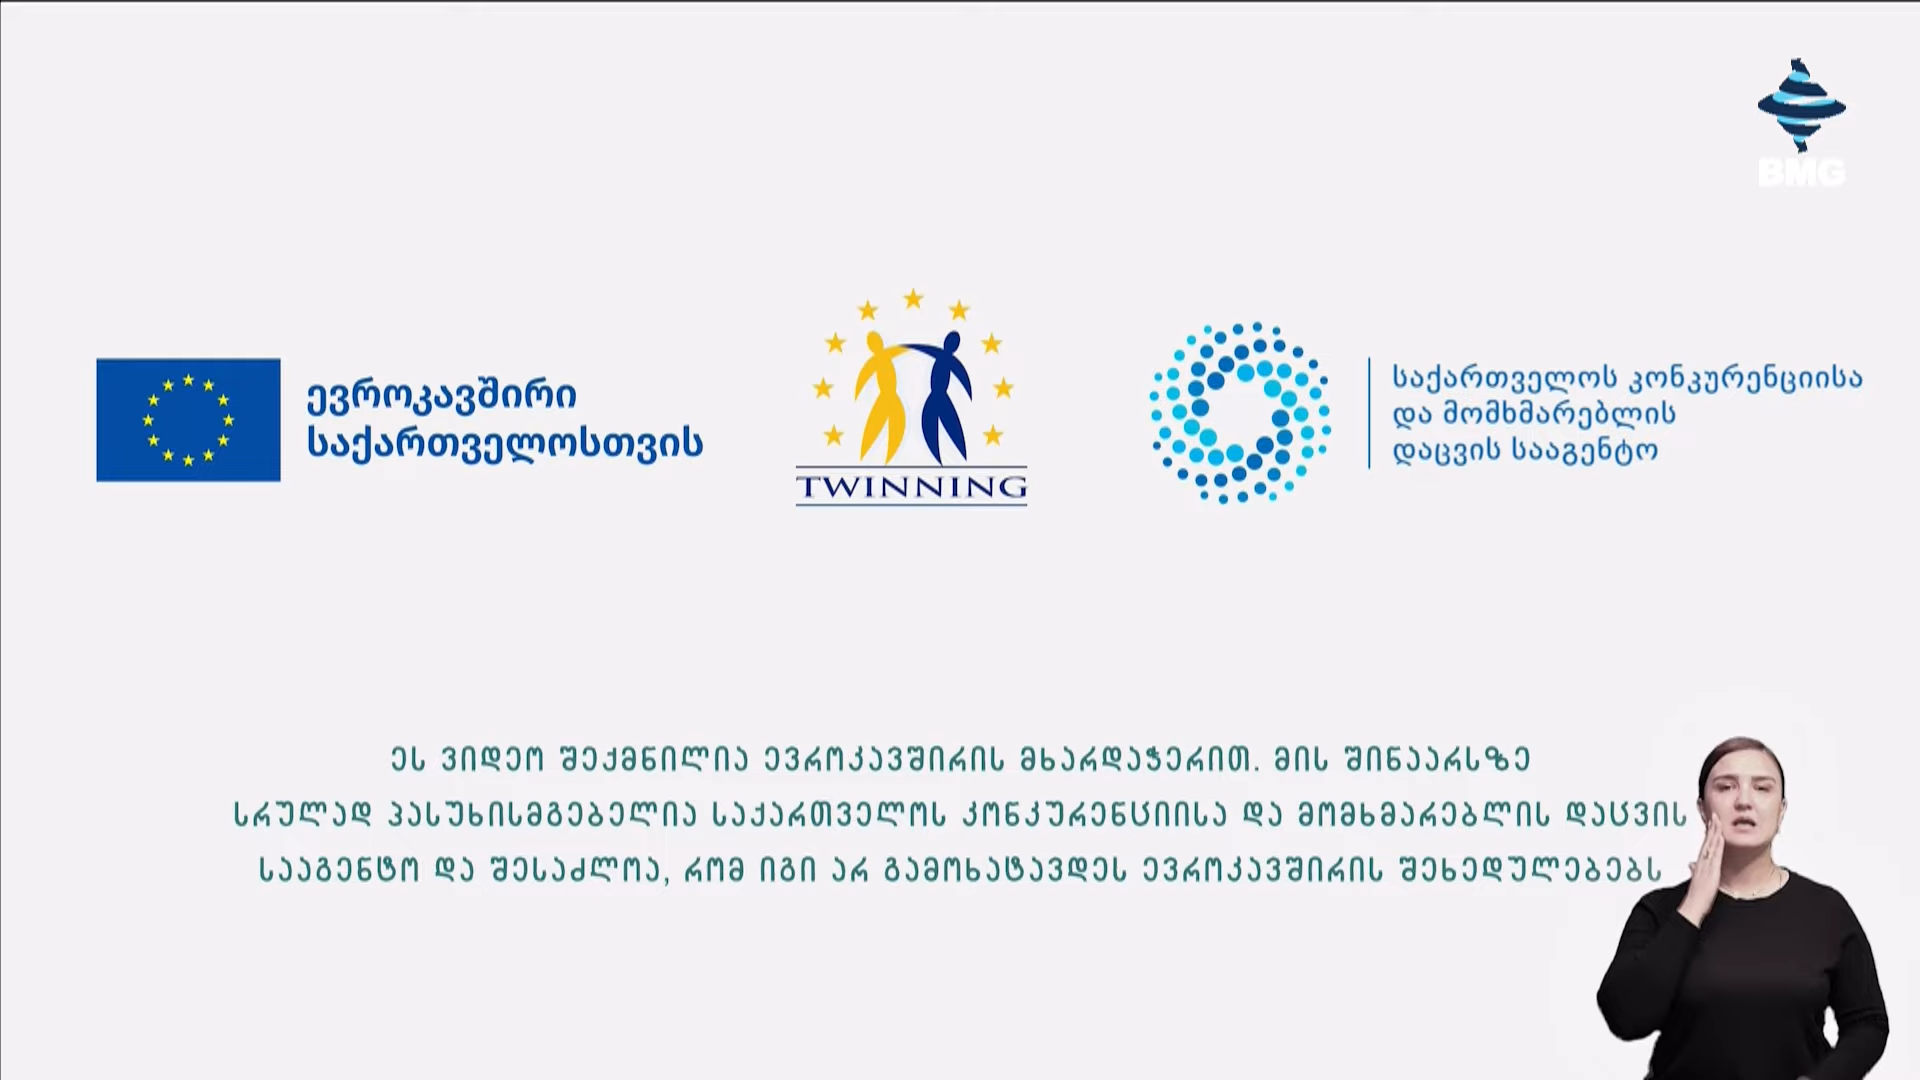 BMG
ევროკავშირი
საქართველოსთვის
TWINNING
საქართველოს კონკურენციისა
და მომხმარებლის
დაცვის სააგენტო
ეს ვიდეო შექმნილია ევროკავშირის მხარდაჭერით. მის შინაარსზე
სრულად პასუხისმგებელია საქართველოს კონკურენციისა და მომხმარებლის დაცვის
სააგენტო და შესაძლოა, რომ იგი არ გამოხატავდეს ევროკავშირის შეხედულებებს